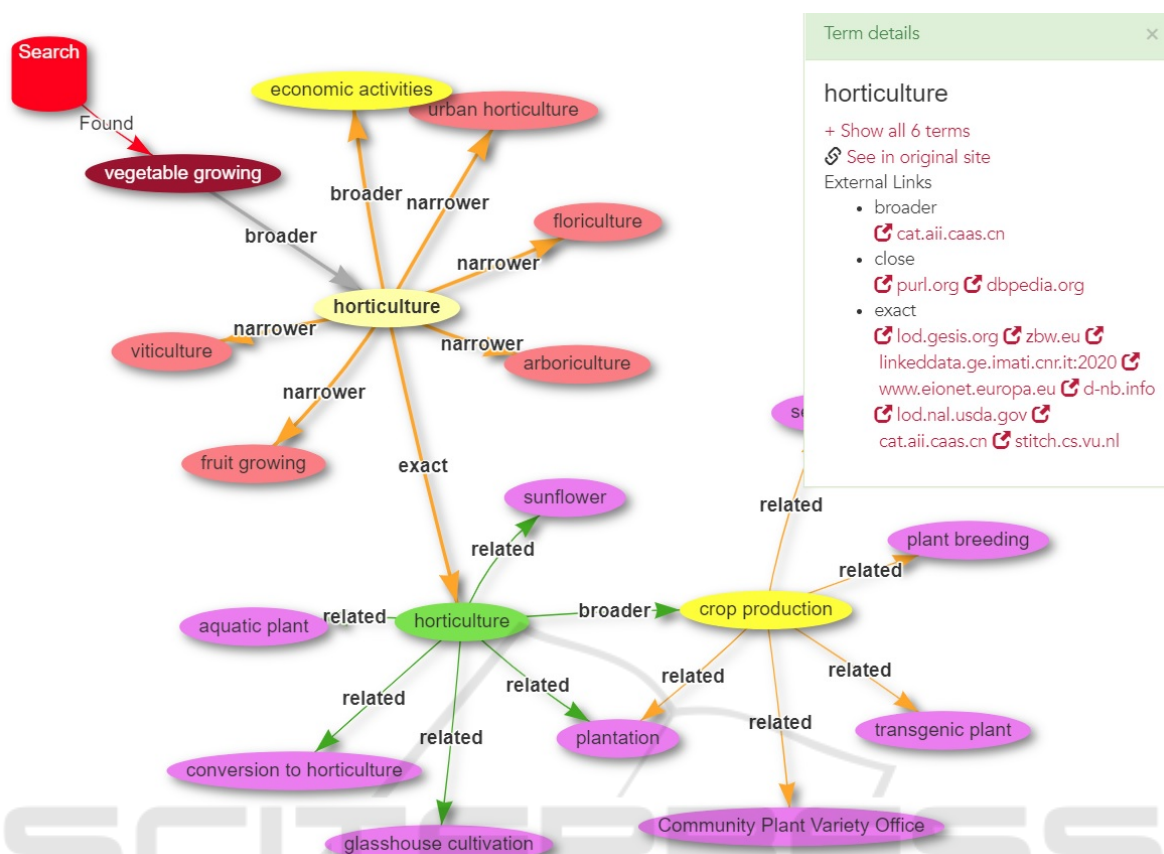 Search
Found
vegetable growing
broader
economic activities
urban horticulture
broader
narrower
floriculture
narrower
horticulture
narrower
viticulture
narrower
arboriculture
narrower
fruit growing
exact
sunflower
related
related
plant breeding
related
aquatic plant
related
horticulture
broader
crop production
related
related
related
related
conversion to horticulture
related
plantation
related
transgenic plant
glasshouse cultivation
Community Plant Variety Office
SCITEPRESS
Term details
×
horticulture
+ Show all 6 terms
See in original site
External Links
• broader
cat.aii.caas.cn
• close
purl.org dbpedia.org
• exact
lod.gesis.org zbw.eu
linkeddata.ge.imati.cnr.it:2020
www.eionet.europa.eu d-nb.info
lod.nal.usda.gov
cat.aii.caas.cn stitch.cs.vu.nl